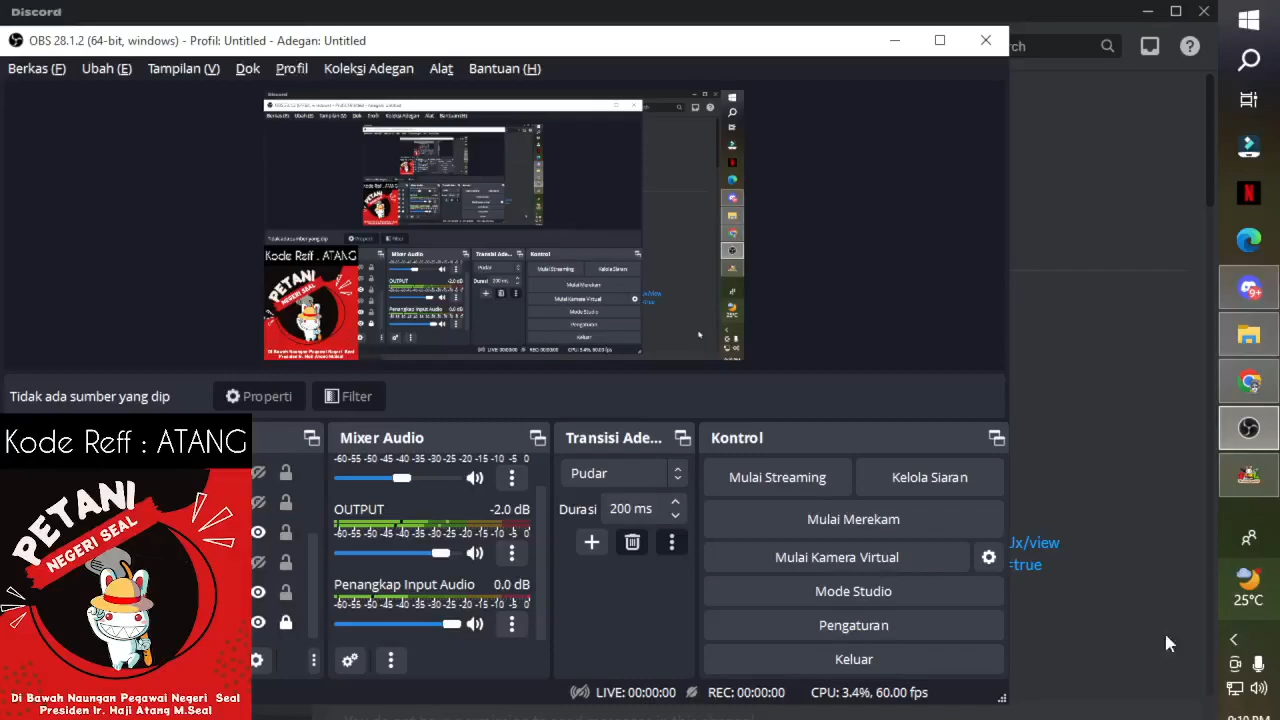 Discord
OBS 28.1.2 (64-bit, windows) - Profil: Untitled - Adegan: Untitled
rch
Berkas (F) Ubah (E) Tampilan (V) Dok Profil Koleksi Adegan Alat Bantuan (H)
Tidak ada sumber yang dip Properti Filter
Kode Reff : ATANG
PETANI
NEGERI SEAL
Di Bawah Naungan Pegawai Negeri Seal
Presiden Ir. Haji Atang M.Seal
Mixer Audio
-60 -55 -50 -45 -40 -35 -30 -25 -20 -15 -10 -5 0
OUTPUT -2.0 dB
-60 -55 -50 -45 -40 -35 -30 -25 -20 -15 -10 -5 0
Penangkap Input Audio 0.0 dB
-60 -55 -50 -45 -40 -35 -30 -25 -20 -15 -10 -5 0
Transisi Ade...
Pudar
Durasi 200 ms
Kontrol
Mulai Streaming Kelola Siaran
Mulai Merekam
Mulai Kamera Virtual
Mode Studio
Pengaturan
Keluar
LIVE: 00:00:00 REC: 00:00:00 CPU: 3.4%, 60.00 fps
Jx/view
=true
9+
25°C